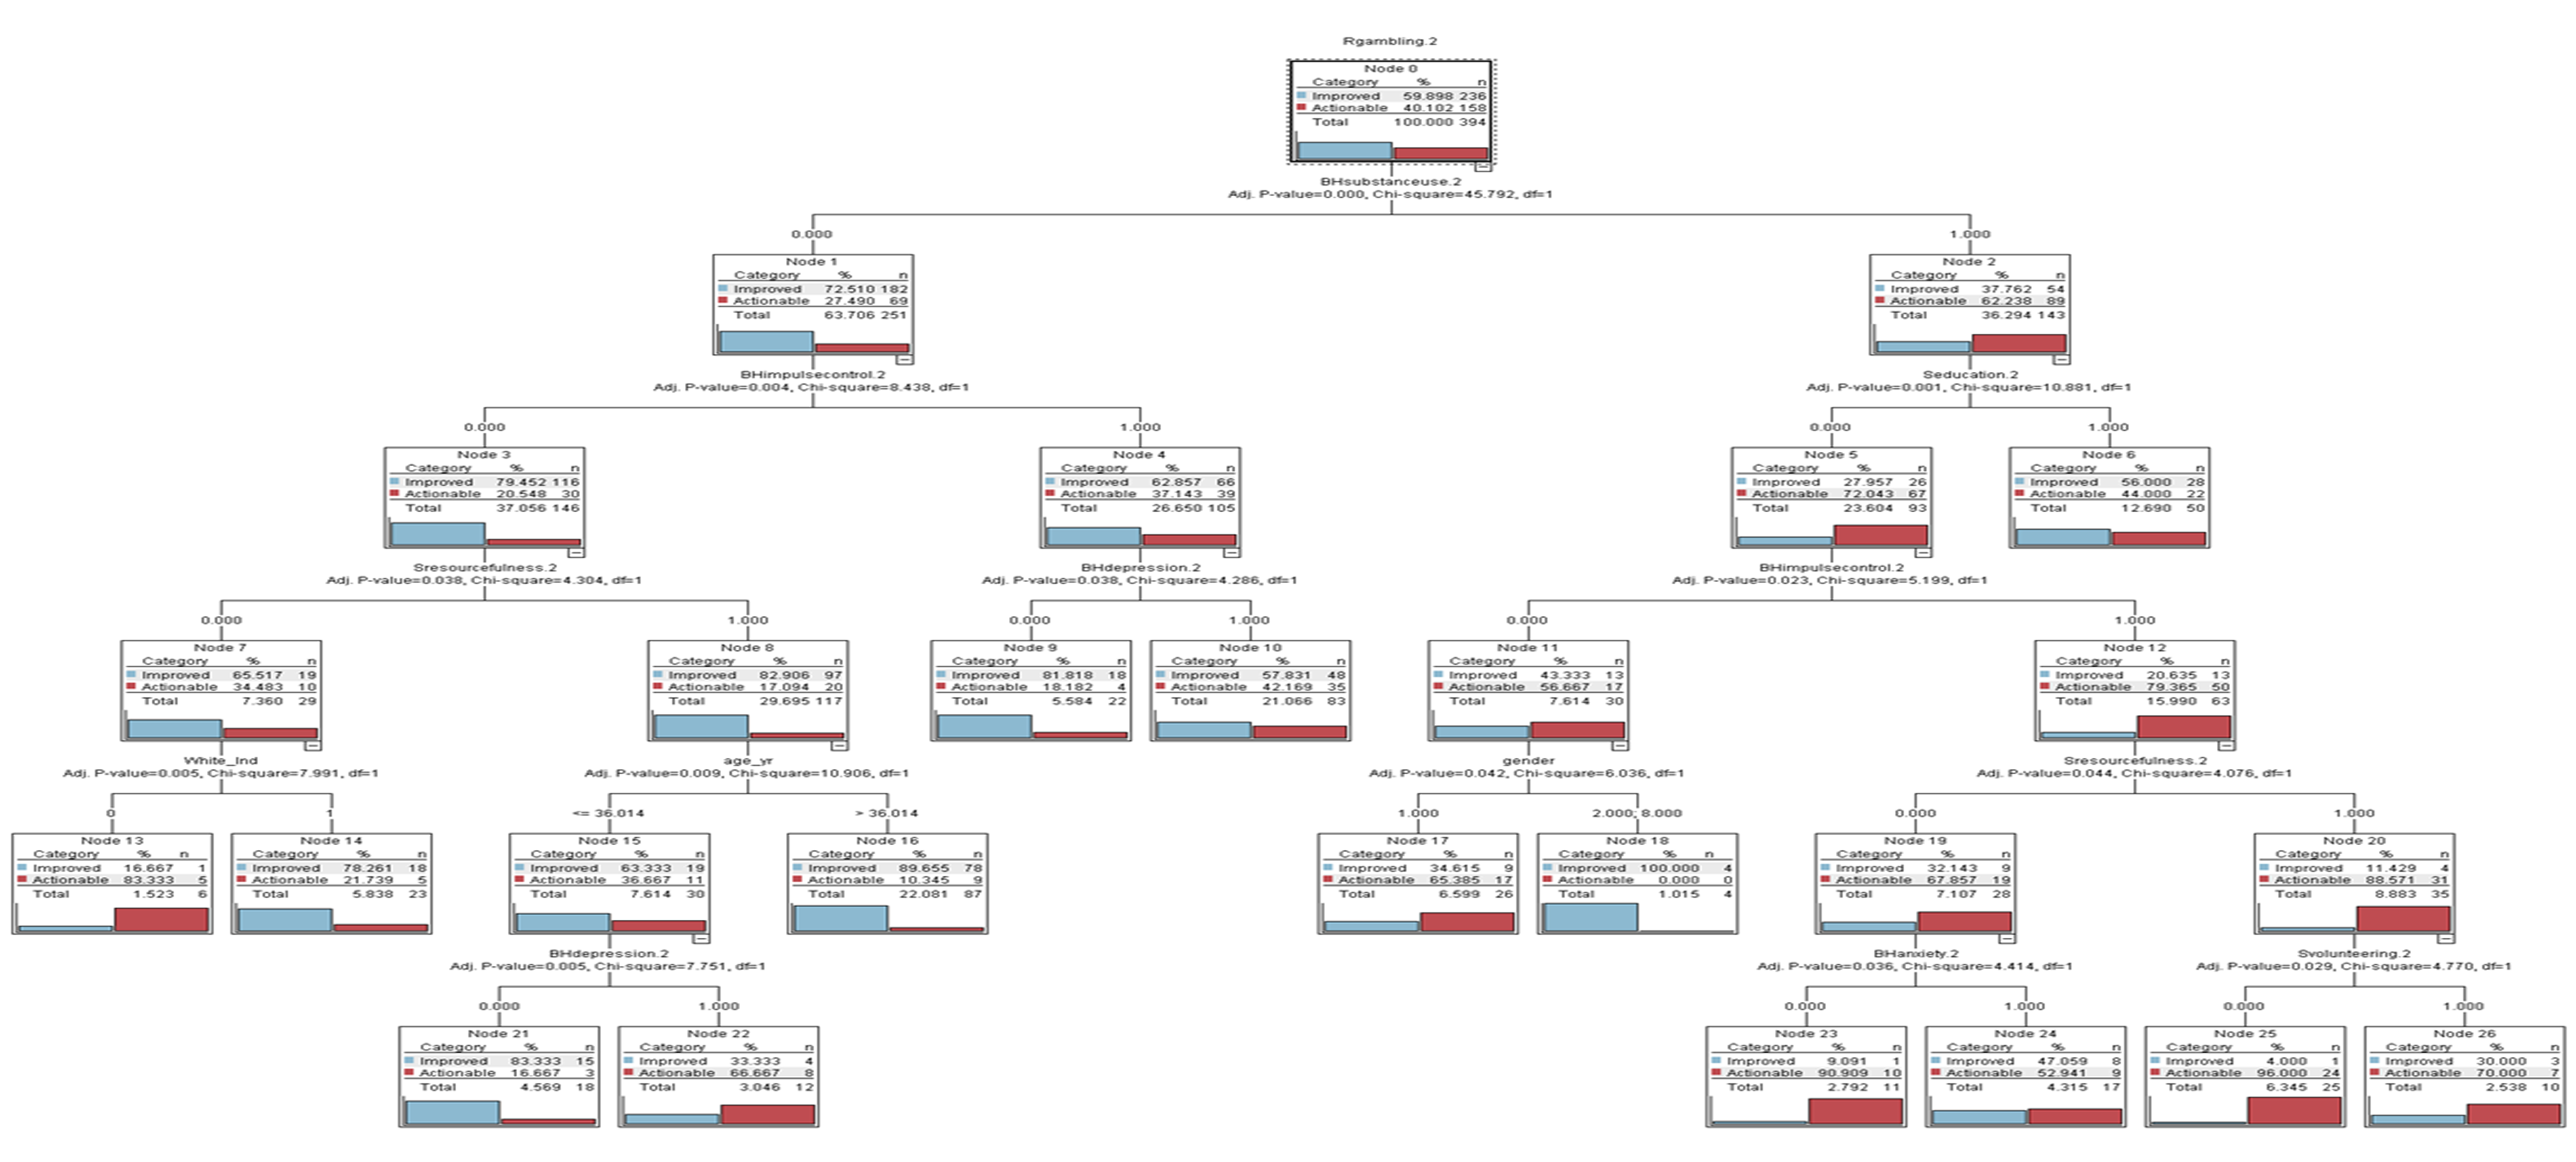 Rgambling.2
Node 0
Category % n
Improved 59.898 236
Actionable 40.102 158
Total 100.000 394
BHsubstanceuse.2
Adj. P-value=0.000, Chi-square=45.792, df=1
0.000
1.000
Node 1
Category % n
Improved 72.510 182
Actionable 27.490 69
Total 63.706 251
Node 2
Category % n
Improved 37.762 54
Actionable 62.238 89
Total 36.294 143
BHimpulsecontrol.2
Adj. P-value=0.004, Chi-square=8.438, df=1
Seducation.2
Adj. P-value=0.001, Chi-square=10.881, df=1
0.000
1.000
0.000
1.000
Node 3
Category % n
Improved 79.452 116
Actionable 20.548 30
Total 37.056 146
Node 4
Category % n
Improved 62.857 66
Actionable 37.143 39
Total 26.650 105
Node 5
Category % n
Improved 27.957 26
Actionable 72.043 67
Total 23.604 93
Node 6
Category % n
Improved 56.000 28
Actionable 44.000 22
Total 12.690 50
Sresourcefulness.2
Adj. P-value=0.038, Chi-square=4.304, df=1
BHdepression.2
Adj. P-value=0.038, Chi-square=4.286, df=1
BHimpulsecontrol.2
Adj. P-value=0.023, Chi-square=5.199, df=1
0.000
1.000
0.000
1.000
0.000
1.000
Node 7
Category % n
Improved 65.517 19
Actionable 34.483 10
Total 7.360 29
Node 8
Category % n
Improved 82.906 97
Actionable 17.094 20
Total 29.695 117
Node 9
Category % n
Improved 81.818 18
Actionable 18.182 4
Total 5.584 22
Node 10
Category % n
Improved 57.831 48
Actionable 42.169 35
Total 21.066 83
Node 11
Category % n
Improved 43.333 13
Actionable 56.667 17
Total 7.614 30
Node 12
Category % n
Improved 20.635 13
Actionable 79.365 50
Total 15.990 63
White_Ind
Adj. P-value=0.005, Chi-square=7.991, df=1
age_yr
Adj. P-value=0.009, Chi-square=10.906, df=1
gender
Adj. P-value=0.042, Chi-square=6.036, df=1
Sresourcefulness.2
Adj. P-value=0.044, Chi-square=4.076, df=1
0
1
<= 36.014
> 36.014
1.000
2.000; 8.000
0.000
1.000
Node 13
Category % n
Improved 16.667 1
Actionable 83.333 5
Total 1.523 6
Node 14
Category % n
Improved 78.261 18
Actionable 21.739 5
Total 5.838 23
Node 15
Category % n
Improved 63.333 19
Actionable 36.667 11
Total 7.614 30
Node 16
Category % n
Improved 89.655 78
Actionable 10.345 9
Total 22.081 87
Node 17
Category % n
Improved 34.615 9
Actionable 65.385 17
Total 6.599 26
Node 18
Category % n
Improved 100.000 4
Actionable 0.000 0
Total 1.015 4
Node 19
Category % n
Improved 32.143 9
Actionable 67.857 19
Total 7.107 28
Node 20
Category % n
Improved 11.429 4
Actionable 88.571 31
Total 8.883 35
BHdepression.2
Adj. P-value=0.005, Chi-square=7.751, df=1
BHanxiety.2
Adj. P-value=0.036, Chi-square=4.414, df=1
Svolunteering.2
Adj. P-value=0.029, Chi-square=4.770, df=1
0.000
1.000
0.000
1.000
0.000
1.000
Node 21
Category % n
Improved 83.333 15
Actionable 16.667 3
Total 4.569 18
Node 22
Category % n
Improved 33.333 4
Actionable 66.667 8
Total 3.046 12
Node 23
Category % n
Improved 9.091 1
Actionable 90.909 10
Total 2.792 11
Node 24
Category % n
Improved 47.059 8
Actionable 52.941 9
Total 4.315 17
Node 25
Category % n
Improved 4.000 1
Actionable 96.000 24
Total 6.345 25
Node 26
Category % n
Improved 30.000 3
Actionable 70.000 7
Total 2.538 10